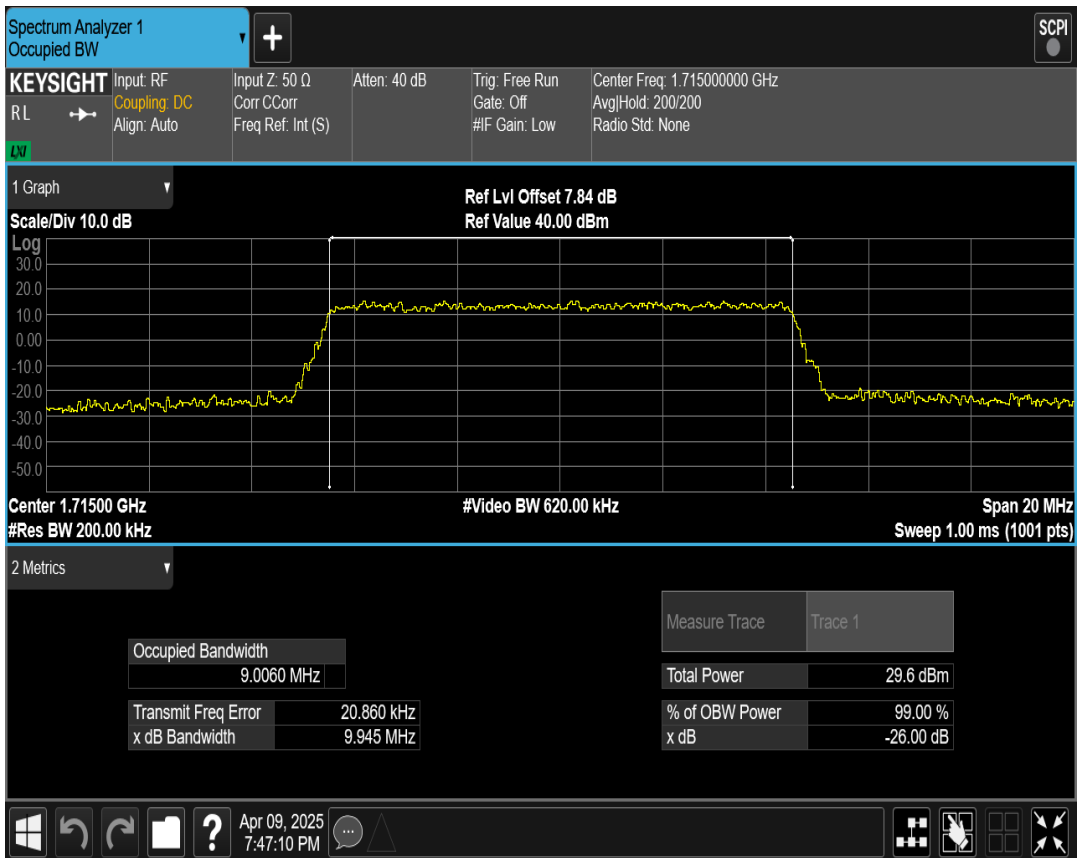 Spectrum Analyzer 1
Occupied BW
+
SCPI
KEYSIGHT
R L
LXI
Input: RF
Coupling: DC
Align: Auto
Input Z: 50 Ω
Corr CCorr
Freq Ref: Int (S)
Atten: 40 dB
Trig: Free Run
Gate: Off
#IF Gain: Low
Center Freq: 1.715000000 GHz
Avg|Hold: 200/200
Radio Std: None
1 Graph
Ref Lvl Offset 7.84 dB
Scale/Div 10.0 dB
Ref Value 40.00 dBm
Log
30.0
20.0
10.0
0.00
-10.0
-20.0
-30.0
-40.0
-50.0
Center 1.71500 GHz
#Video BW 620.00 kHz
Span 20 MHz
#Res BW 200.00 kHz
Sweep 1.00 ms (1001 pts)
2 Metrics
Measure Trace Trace 1
Occupied Bandwidth
9.0060 MHz
Total Power 29.6 dBm
Transmit Freq Error 20.860 kHz
% of OBW Power 99.00 %
x dB Bandwidth 9.945 MHz
x dB -26.00 dB
?
Apr 09, 2025
7:47:10 PM